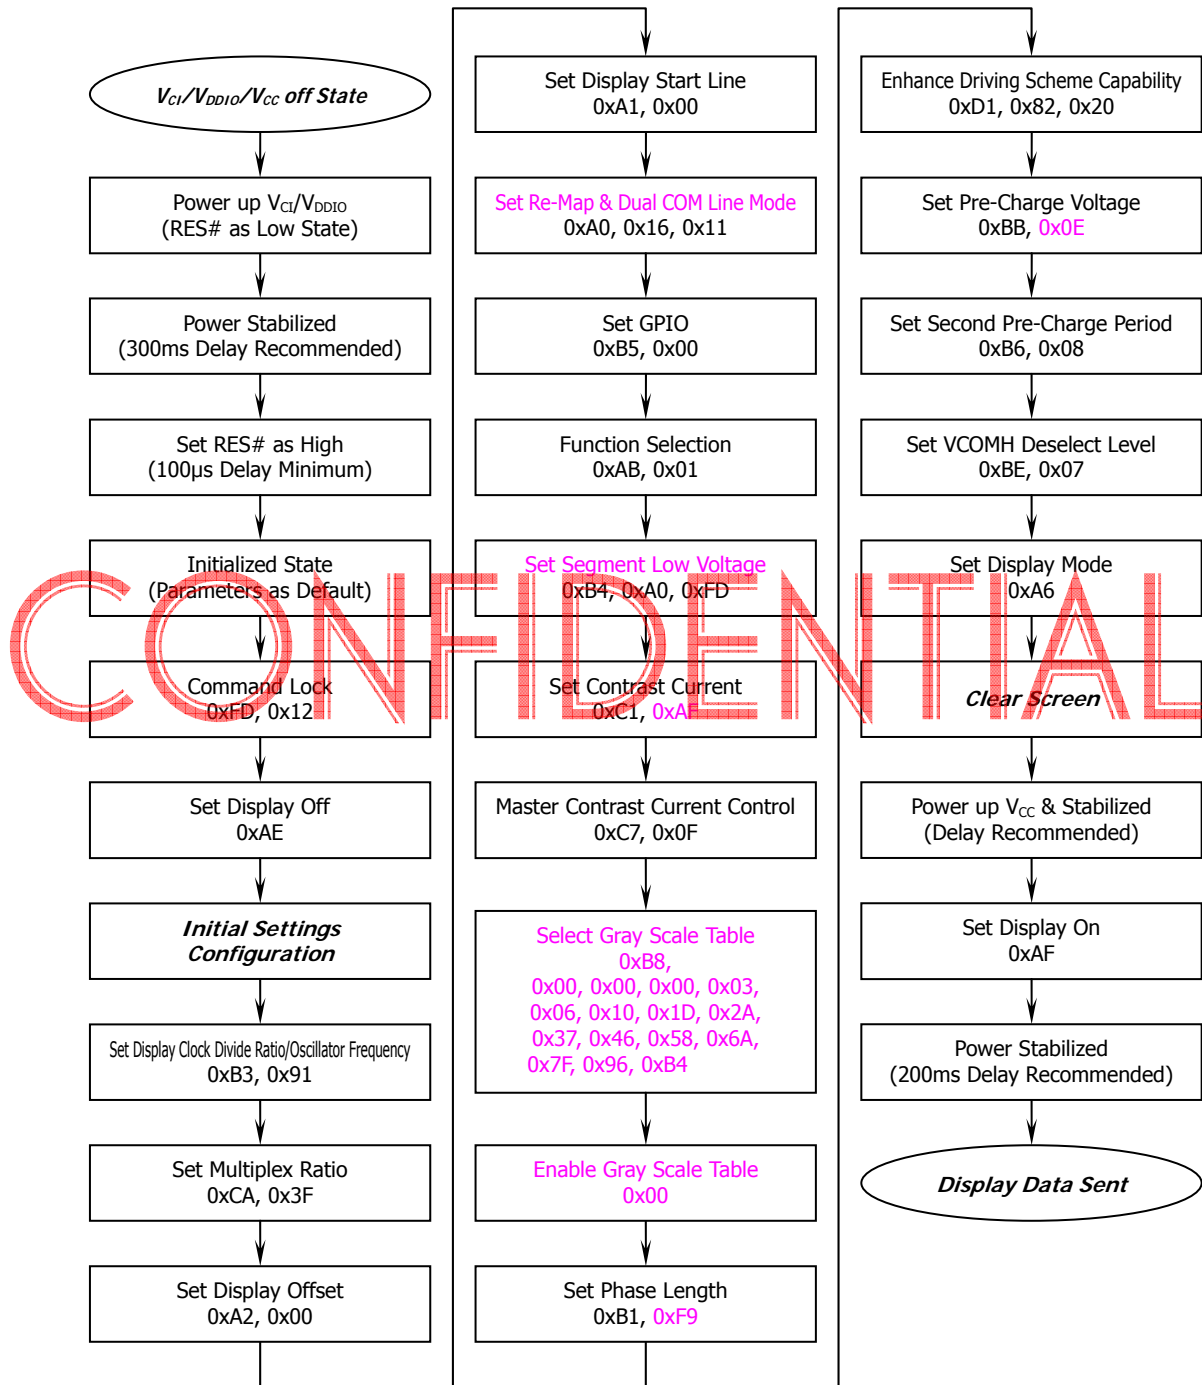 V_CI/V_DDIO/V_CC off State
Power up V_CI/V_DDIO
(RES# as Low State)
Power Stabilized
(300ms Delay Recommended)
Set RES# as High
(100µs Delay Minimum)
Initialized State
(Parameters as Default)
Command Lock
0xFD, 0x12
Set Display Off
0xAE
Initial Settings
Configuration
Set Display Clock Divide Ratio/Oscillator Frequency
0xB3, 0x91
Set Multiplex Ratio
0xCA, 0x3F
Set Display Offset
0xA2, 0x00
Set Display Start Line
0xA1, 0x00
Set Re-Map & Dual COM Line Mode
0xA0, 0x16, 0x11
Set GPIO
0xB5, 0x00
Function Selection
0xAB, 0x01
Set Segment Low Voltage
0xB4, 0xA0, 0xFD
Set Contrast Current
0xC1, 0xAF
Master Contrast Current Control
0xC7, 0x0F
Select Gray Scale Table
0xB8,
0x00, 0x00, 0x00, 0x03,
0x06, 0x10, 0x1D, 0x2A,
0x37, 0x46, 0x58, 0x6A,
0x7F, 0x96, 0xB4
Enable Gray Scale Table
0x00
Set Phase Length
0xB1, 0xF9
Enhance Driving Scheme Capability
0xD1, 0x82, 0x20
Set Pre-Charge Voltage
0xBB, 0x0E
Set Second Pre-Charge Period
0xB6, 0x08
Set VCOMH Deselect Level
0xBE, 0x07
Set Display Mode
0xA6
Clear Screen
Power up V_CC & Stabilized
(Delay Recommended)
Set Display On
0xAF
Power Stabilized
(200ms Delay Recommended)
Display Data Sent
CONFIDENTIAL